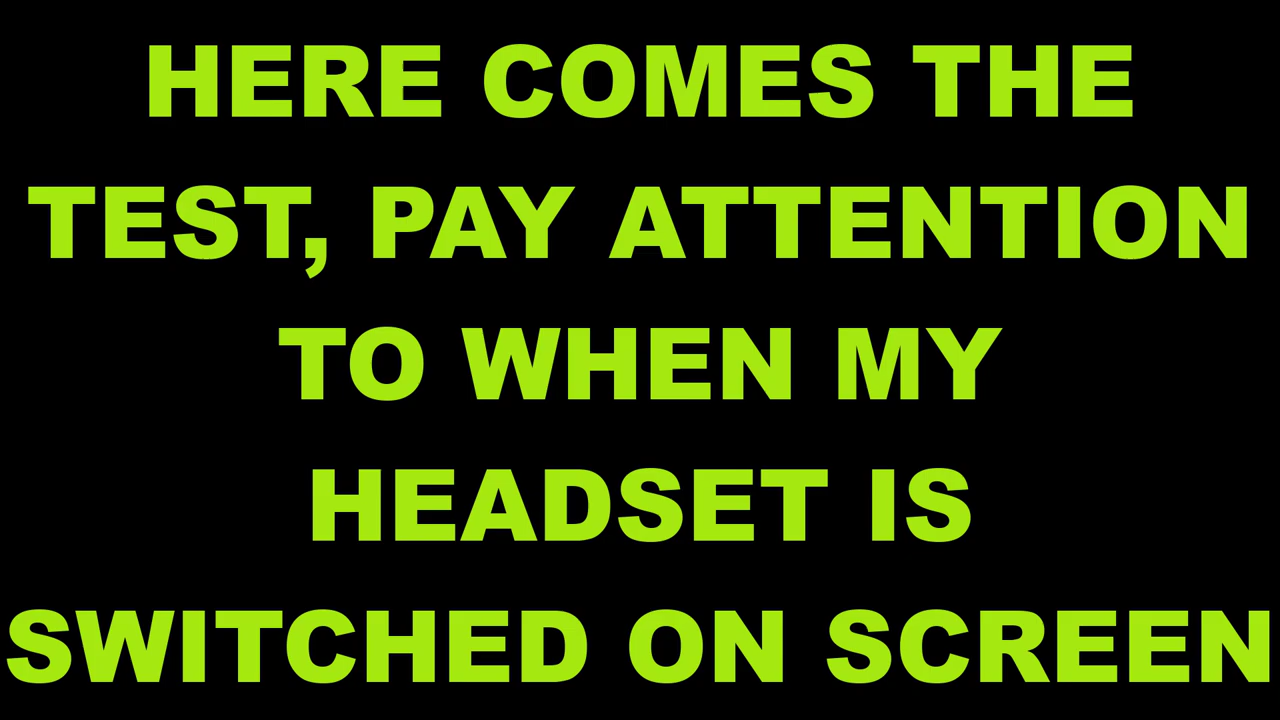 HERE COMES THE
TEST, PAY ATTENTION
TO WHEN MY
HEADSET IS
SWITCHED ON SCREEN